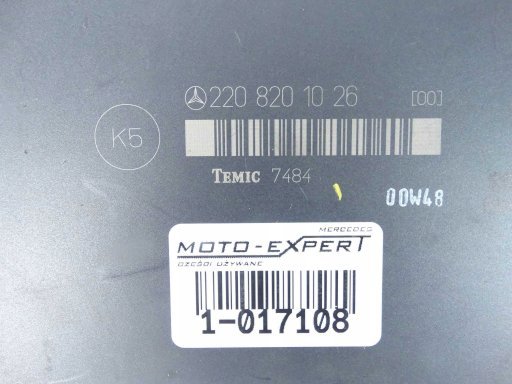 220 820 10 26 [00]
K5
TEMIC 7484
00W48
MERCEDES
MOTO-EXPERT
CZĘŚCI UŻYWANE
1-017108